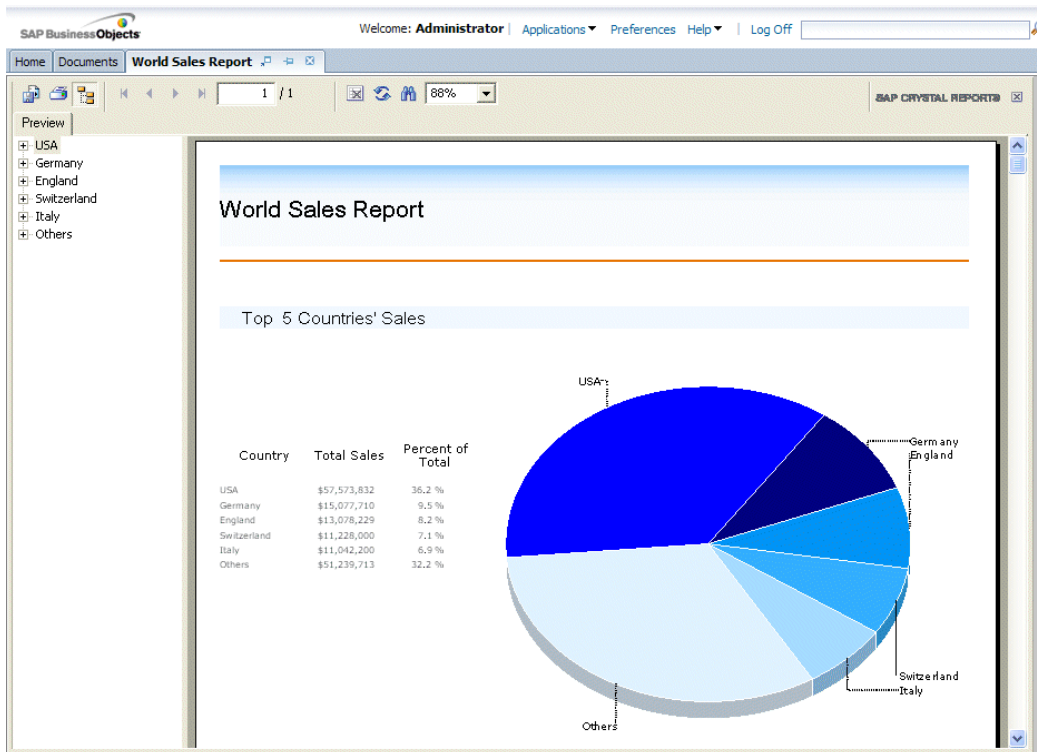 SAP BusinessObjects Welcome: Administrator | Applications Preferences Help | Log Off
Home Documents World Sales Report
1 / 1 88% SAP CRYSTAL REPORTS
Preview
USA
Germany
England
Switzerland
Italy
Others
World Sales Report
Top 5 Countries' Sales
Country Total Sales Percent of Total
USA $57,573,832 36.2 %
Germany $15,077,710 9.5 %
England $13,078,229 8.2 %
Switzerland $11,228,000 7.1 %
Italy $11,042,200 6.9 %
Others $51,239,713 32.2 %
USA
Germany
England
Switzerland
Italy
Others